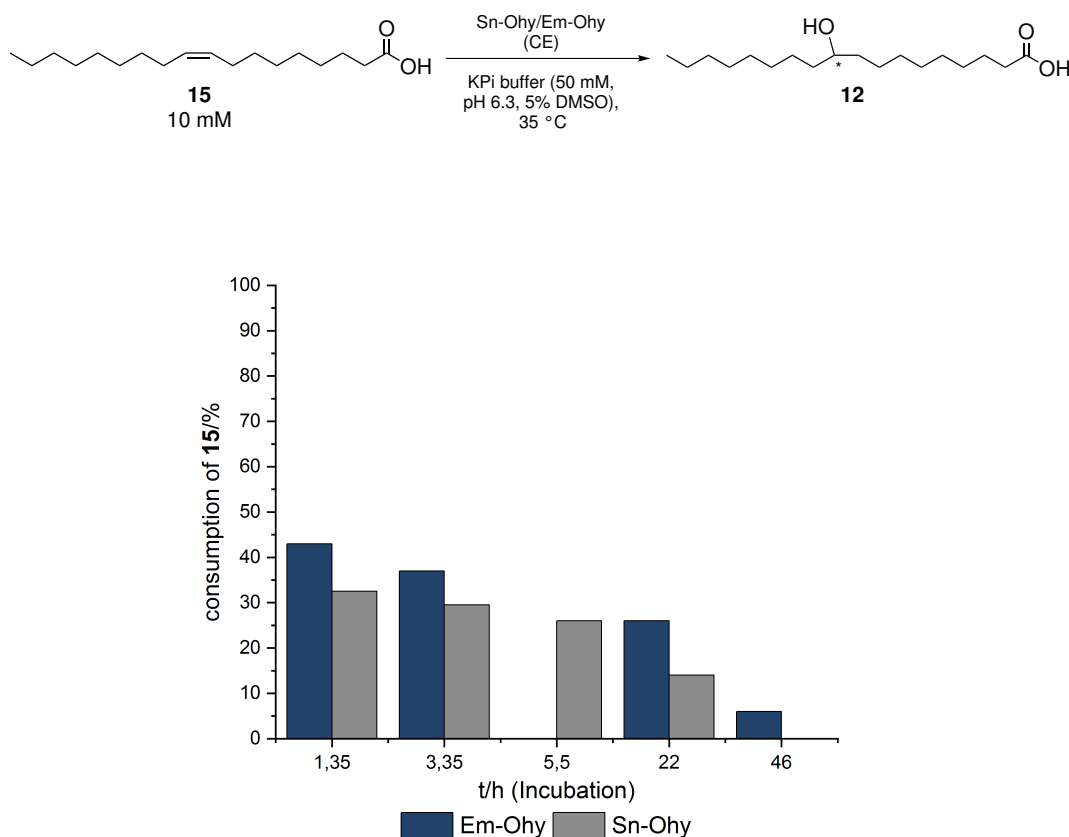 Sn-Ohy/Em-Ohy
(CE)
KPi buffer (50 mM,
pH 6.3, 5% DMSO),
35 °C
O
OH
15
10 mM
HO
*
O
OH
12
consumption of 15/%
100
90
80
70
60
50
40
30
20
10
0
1,35 3,35 5,5 22 46
t/h (Incubation)
Em-Ohy Sn-Ohy